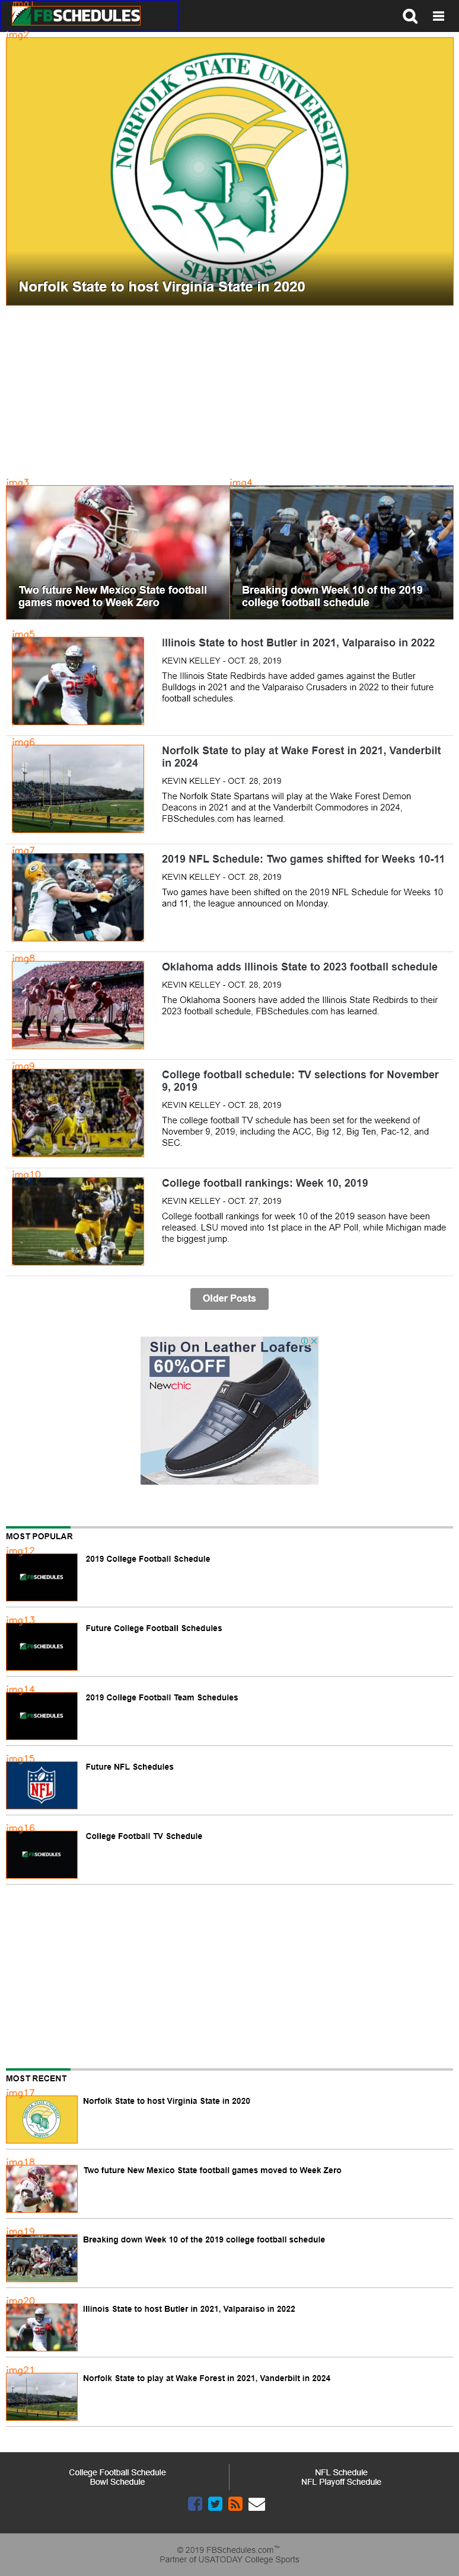 img1
FBSCHEDULES
img2
NORFOLK STATE UNIVERSITY
SPARTANS
Norfolk State to host Virginia State in 2020
img3
img4
Two future New Mexico State football
games moved to Week Zero
Breaking down Week 10 of the 2019
college football schedule
img5
Illinois State to host Butler in 2021, Valparaiso in 2022
KEVIN KELLEY - OCT. 28, 2019
The Illinois State Redbirds have added games against the Butler
Bulldogs in 2021 and the Valparaiso Crusaders in 2022 to their future
football schedules.
img6
Norfolk State to play at Wake Forest in 2021, Vanderbilt
in 2024
KEVIN KELLEY - OCT. 28, 2019
The Norfolk State Spartans will play at the Wake Forest Demon
Deacons in 2021 and at the Vanderbilt Commodores in 2024,
FBSchedules.com has learned.
img7
2019 NFL Schedule: Two games shifted for Weeks 10-11
KEVIN KELLEY - OCT. 28, 2019
Two games have been shifted on the 2019 NFL Schedule for Weeks 10
and 11, the league announced on Monday.
img8
Oklahoma adds Illinois State to 2023 football schedule
KEVIN KELLEY - OCT. 28, 2019
The Oklahoma Sooners have added the Illinois State Redbirds to their
2023 football schedule, FBSchedules.com has learned.
img9
College football schedule: TV selections for November
9, 2019
KEVIN KELLEY - OCT. 28, 2019
The college football TV schedule has been set for the weekend of
November 9, 2019, including the ACC, Big 12, Big Ten, Pac-12, and
SEC.
img10
College football rankings: Week 10, 2019
KEVIN KELLEY - OCT. 27, 2019
College football rankings for week 10 of the 2019 season have been
released. LSU moved into 1st place in the AP Poll, while Michigan made
the biggest jump.
Older Posts
Slip On Leather Loafers
60%OFF
Newchic
MOST POPULAR
img12
FBSCHEDULES
2019 College Football Schedule
img13
FBSCHEDULES
Future College Football Schedules
img14
FBSCHEDULES
2019 College Football Team Schedules
img15
NFL
Future NFL Schedules
img16
FBSCHEDULES
College Football TV Schedule
MOST RECENT
img17
Norfolk State to host Virginia State in 2020
img18
Two future New Mexico State football games moved to Week Zero
img19
Breaking down Week 10 of the 2019 college football schedule
img20
Illinois State to host Butler in 2021, Valparaiso in 2022
img21
Norfolk State to play at Wake Forest in 2021, Vanderbilt in 2024
College Football Schedule
Bowl Schedule
NFL Schedule
NFL Playoff Schedule
© 2019 FBSchedules.com™
Partner of USATODAY College Sports